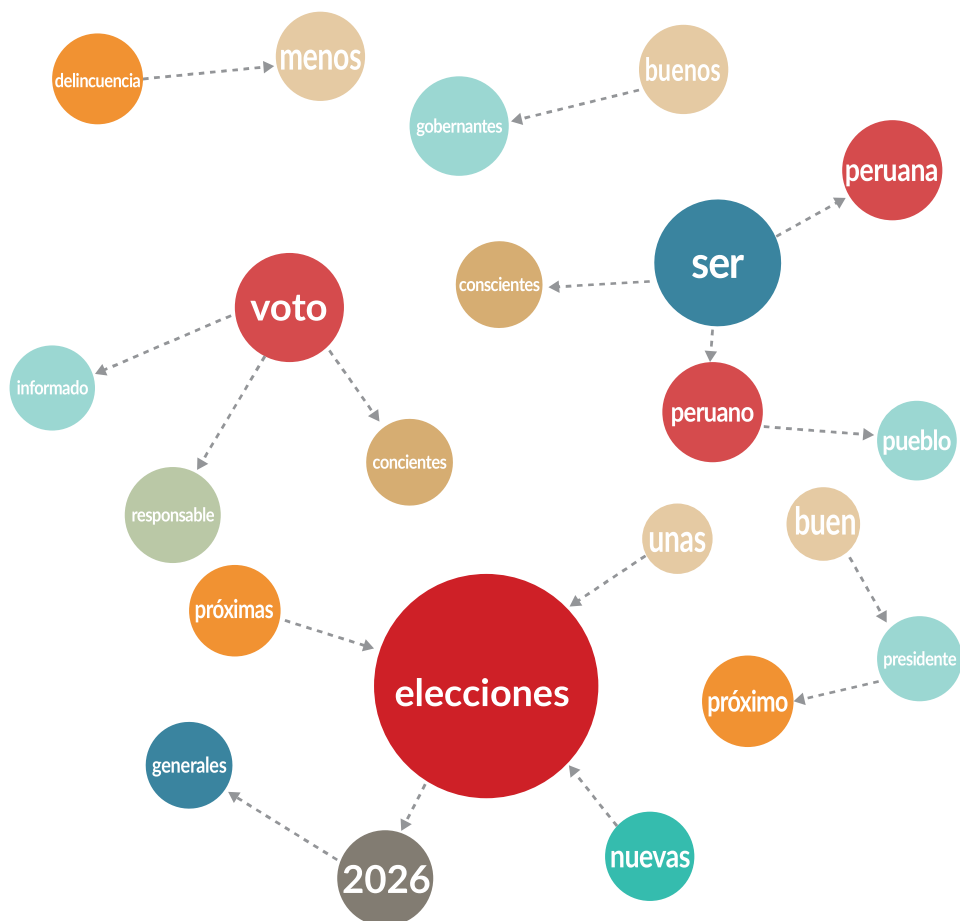 menos
delincuencia
buenos
gobernantes
peruana
ser
conscientes
voto
informado
peruano
pueblo
concientes
responsable
buen
unas
próximas
presidente
elecciones
próximo
generales
nuevas
2026